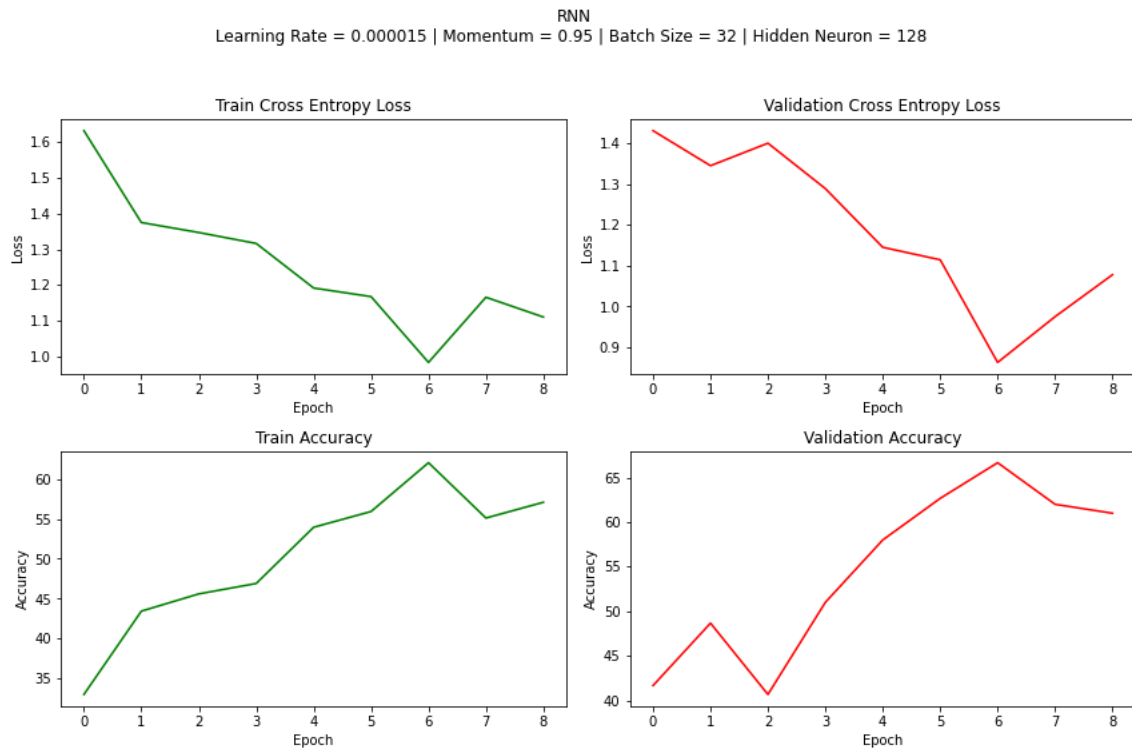 RNN
Learning Rate = 0.000015 | Momentum = 0.95 | Batch Size = 32 | Hidden Neuron = 128
Train Cross Entropy Loss
1.6
1.5
1.4
1.3
1.2
1.1
1.0
Loss
0 1 2 3 4 5 6 7 8
Epoch
Validation Cross Entropy Loss
1.4
1.3
1.2
1.1
1.0
0.9
Loss
0 1 2 3 4 5 6 7 8
Epoch
Train Accuracy
60
55
50
45
40
35
Accuracy
0 1 2 3 4 5 6 7 8
Epoch
Validation Accuracy
65
60
55
50
45
40
Accuracy
0 1 2 3 4 5 6 7 8
Epoch